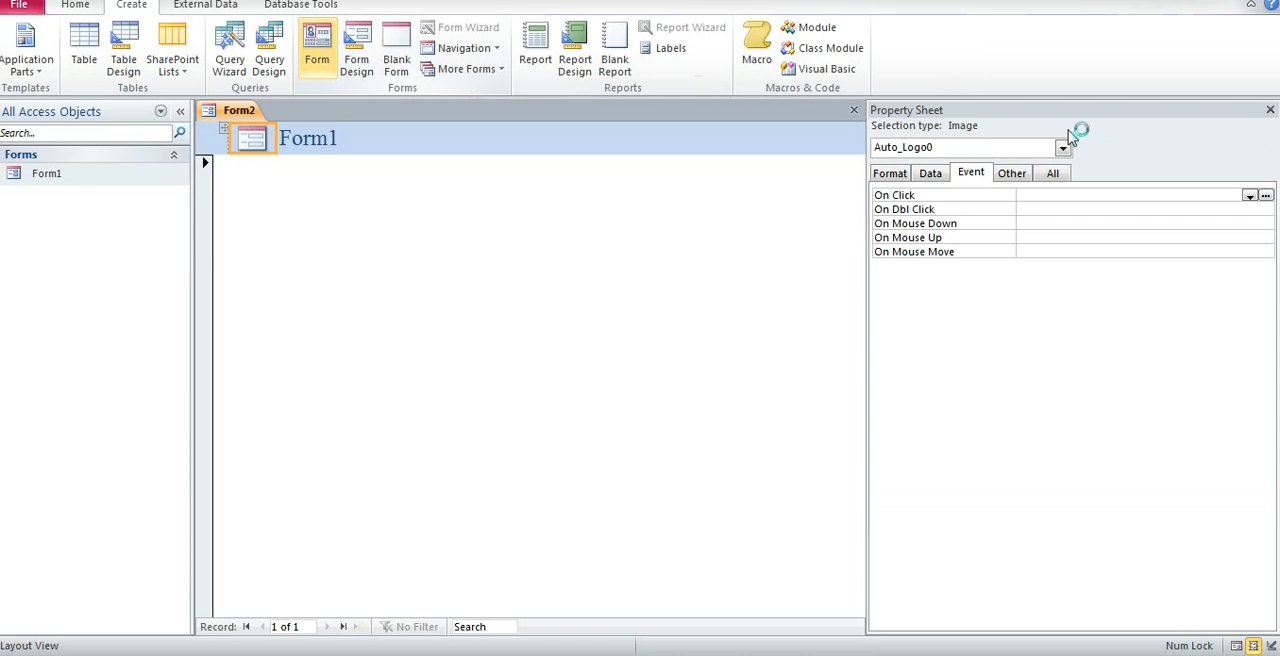 File Home Create External Data Database Tools
Application Parts Table Table Design SharePoint Lists Query Wizard Query Design Form Form Design Blank Form Form Wizard Navigation More Forms Report Report Design Blank Report Report Wizard Labels Macro Module Class Module Visual Basic
Templates Tables Queries Forms Reports Macros & Code
All Access Objects
Search...
Forms
Form1
Form2
Form1
Property Sheet
Selection type: Image
Auto_Logo0
Format Data Event Other All
On Click
On Dbl Click
On Mouse Down
On Mouse Up
On Mouse Move
Record: 1 of 1 No Filter Search
Layout View Num Lock